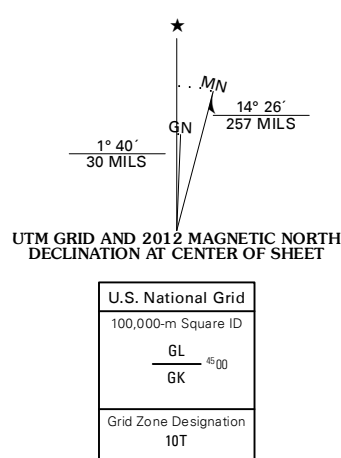 ★
MN
14° 26´
257 MILS
GN
1° 40´
30 MILS
UTM GRID AND 2012 MAGNETIC NORTH
DECLINATION AT CENTER OF SHEET
U.S. National Grid
100,000-m Square ID
GL
4500
GK
Grid Zone Designation
10T